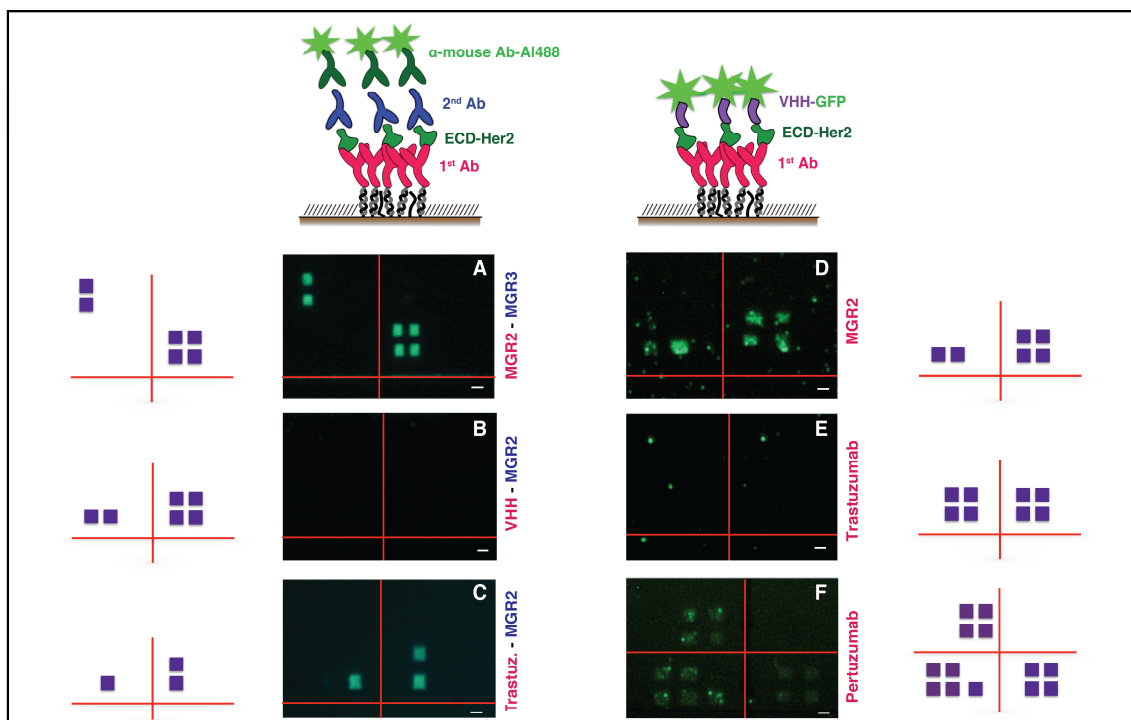 α-mouse Ab-Al488
2nd Ab
ECD-Her2
1st Ab
VHH-GFP
ECD-Her2
1st Ab
A
MGR2 - MGR3
B
VHH - MGR2
C
Trastuz. - MGR2
D
MGR2
E
Trastuzumab
F
Pertuzumab